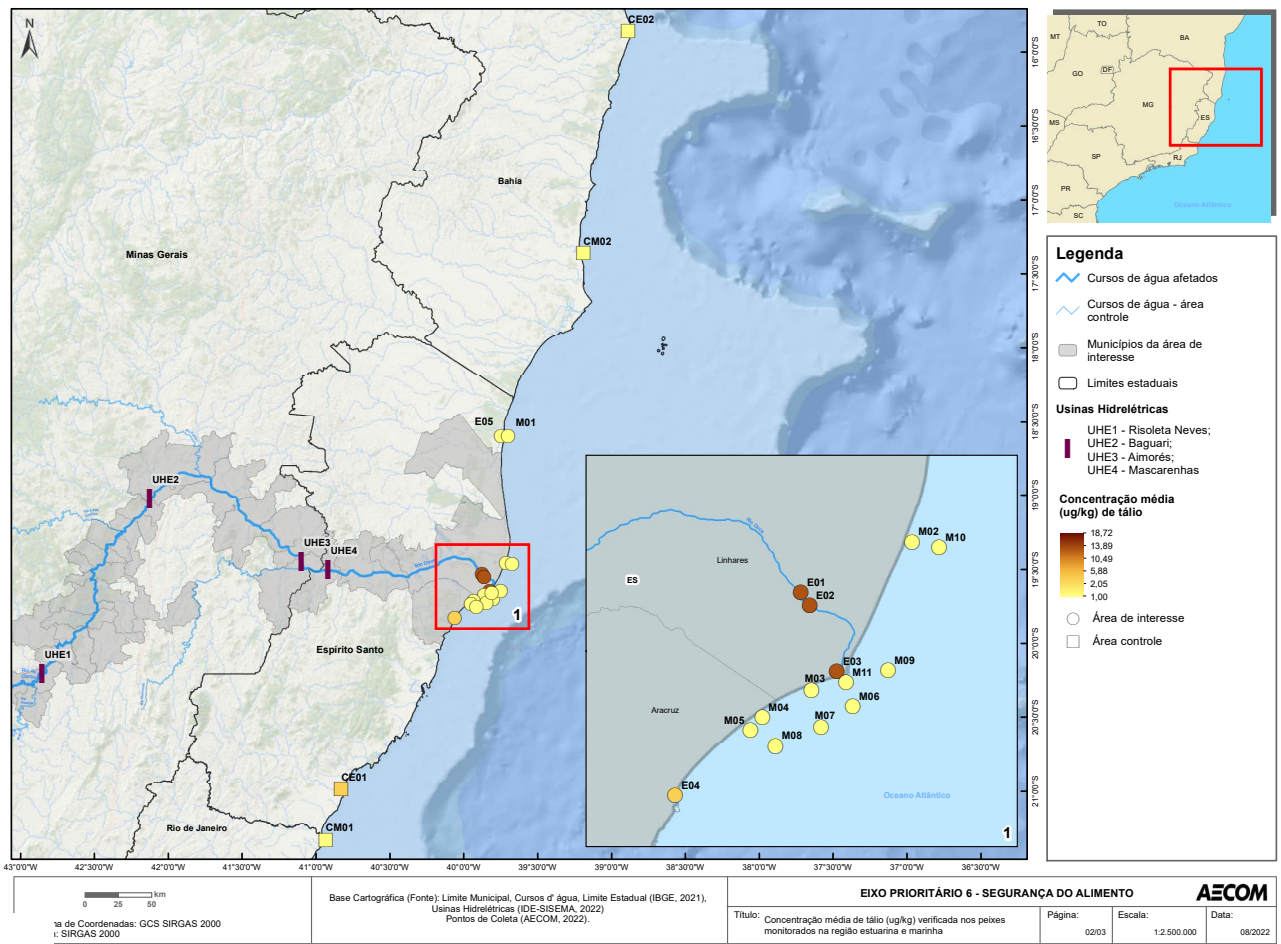 N
CE02
Bahia
CM02
Minas Gerais
E05
M01
UHE2
UHE3
UHE4
Rio Doce
1
Espírito Santo
UHE1
CE01
Rio de Janeiro
CM01
Rio Doce
Linhares
ES
M02
M10
E01
E02
E03
M09
M11
M03
M06
Aracruz
M04
M05
M07
M08
E04
Oceano Atlântico
1
16°0'0"S
16°30'0"S
17°0'0"S
17°30'0"S
18°0'0"S
18°30'0"S
19°0'0"S
19°30'0"S
20°0'0"S
20°30'0"S
21°0'0"S
43°0'0"W
42°30'0"W
42°0'0"W
41°30'0"W
41°0'0"W
40°30'0"W
40°0'0"W
39°30'0"W
39°0'0"W
38°30'0"W
38°0'0"W
37°30'0"W
37°0'0"W
36°30'0"W
TO
MT
BA
GO
DF
MG
MS
ES
SP
RJ
PR
SC
Oceano Atlântico
Legenda
Cursos de água afetados
Cursos de água - área
controle
Municípios da área de
interesse
Limites estaduais
Usinas Hidrelétricas
UHE1 - Risoleta Neves;
UHE2 - Baguari;
UHE3 - Aimorés;
UHE4 - Mascarenhas
Concentração média
(ug/kg) de tálio
18,72
13,89
10,49
5,88
2,05
1,00
Área de interesse
Área controle
km
0 25 50
na de Coordenadas: GCS SIRGAS 2000
: SIRGAS 2000
Base Cartográfica (Fonte): Limite Municipal, Cursos d' água, Limite Estadual (IBGE, 2021),
Usinas Hidrelétricas (IDE-SISEMA, 2022)
Pontos de Coleta (AECOM, 2022).
EIXO PRIORITÁRIO 6 - SEGURANÇA DO ALIMENTO
AECOM
Título: Concentração média de tálio (ug/kg) verificada nos peixes
monitorados na região estuarina e marinha
Página:
02/03
Escala:
1:2.500.000
Data:
08/2022